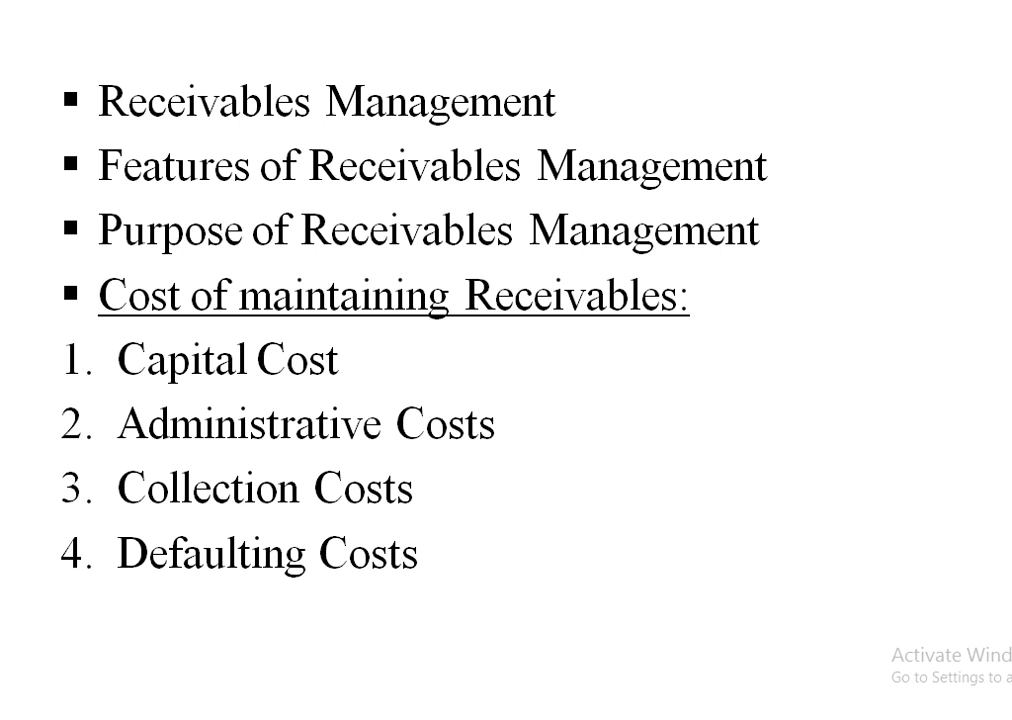 ▪ Receivables Management
▪ Features of Receivables Management
▪ Purpose of Receivables Management
▪ Cost of maintaining Receivables:
1. Capital Cost
2. Administrative Costs
3. Collection Costs
4. Defaulting Costs
Activate Wind
Go to Settings to a